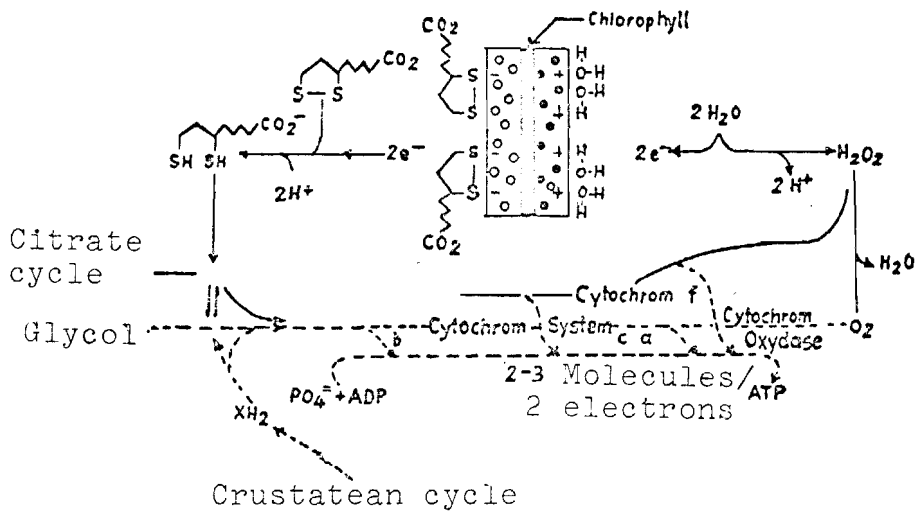 Chlorophyll
CO2
CO2
S—S
CO2-
SH SH
2H+
2e-
CO2
S
S
S
S
CO2
H
O-H
O-H
H
H
O-H
O-H
H
2H2O
2e-
2H+
H2O2
Citrate
cycle
H2O
Cytochrom f
Glycol
Cytochrom System
Cytochrom
Oxydase
O2
b
c a
PO4= + ADP
2-3 Molecules/
2 electrons
ATP
XH2
Crustatean cycle